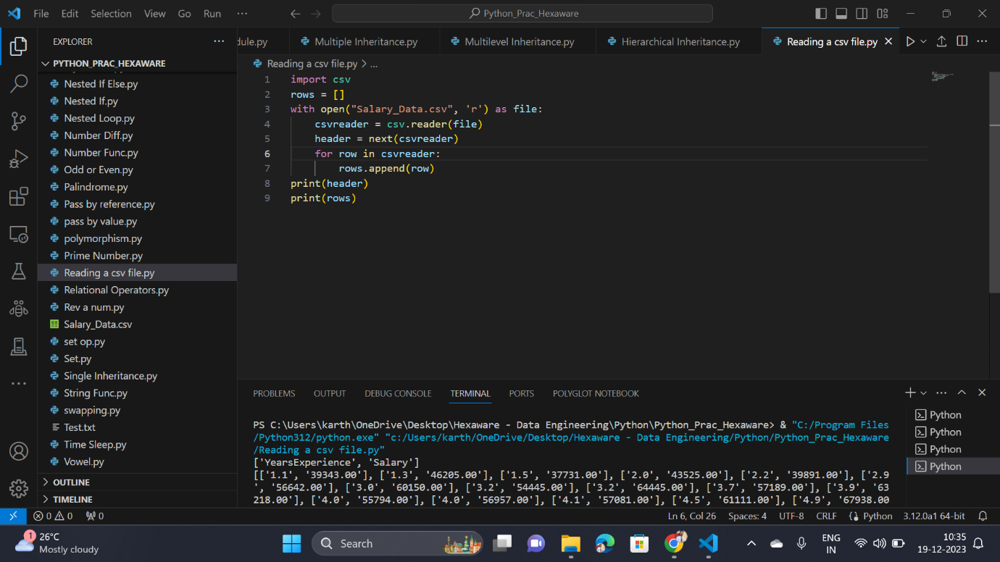 File Edit Selection View Go Run ··· Python_Prac_Hexaware
EXPLORER ···
PYTHON_PRAC_HEXAWARE
Nested If Else.py
Nested If.py
Nested Loop.py
Number Diff.py
Number Func.py
Odd or Even.py
Palindrome.py
Pass by reference.py
pass by value.py
polymorphism.py
Prime Number.py
Reading a csv file.py
Relational Operators.py
Rev a num.py
Salary_Data.csv
set op.py
Set.py
Single Inheritance.py
String Func.py
swapping.py
Test.txt
Time Sleep.py
Vowel.py
OUTLINE
TIMELINE
dule.py Multiple Inheritance.py Multilevel Inheritance.py Hierarchical Inheritance.py Reading a csv file.py
Reading a csv file.py > ...
1 import csv
2 rows = []
3 with open("Salary_Data.csv", 'r') as file:
4 csvreader = csv.reader(file)
5 header = next(csvreader)
6 for row in csvreader:
7 rows.append(row)
8 print(header)
9 print(rows)
PROBLEMS OUTPUT DEBUG CONSOLE TERMINAL PORTS POLYGLOT NOTEBOOK
PS C:\Users\karth\OneDrive\Desktop\Hexaware - Data Engineering\Python\Python_Prac_Hexaware> & "C:/Program Files
/Python312/python.exe" "c:/Users/karth/OneDrive/Desktop/Hexaware - Data Engineering/Python/Python_Prac_Hexaware
/Reading a csv file.py"
['YearsExperience', 'Salary']
[['1.1', '39343.00'], ['1.3', '46205.00'], ['1.5', '37731.00'], ['2.0', '43525.00'], ['2.2', '39891.00'], ['2.9
', '56642.00'], ['3.0', '60150.00'], ['3.2', '54445.00'], ['3.2', '64445.00'], ['3.7', '57189.00'], ['3.9', '63
218.00'], ['4.0', '55794.00'], ['4.0', '56957.00'], ['4.1', '57081.00'], ['4.5', '61111.00'], ['4.9', '67938.00
Python
Python
Python
Python
0 0 0 Ln 6, Col 26 Spaces: 4 UTF-8 CRLF Python 3.12.0a1 64-bit
1
26°C
Mostly cloudy
Search
ENG
IN
10:35
19-12-2023